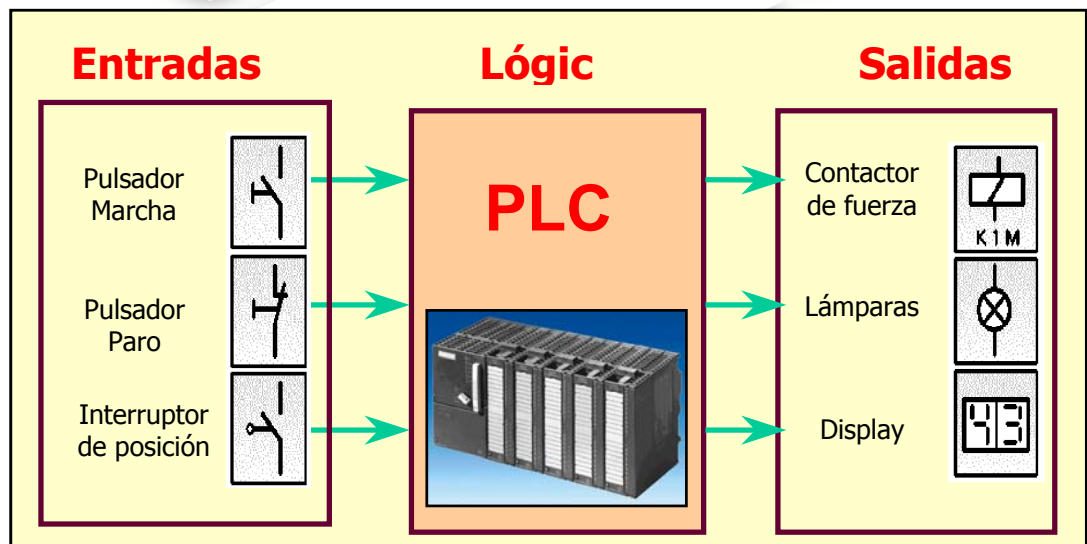 Entradas
Lógic
Salidas
Pulsador
Marcha
Pulsador
Paro
Interruptor
de posición
PLC
Contactor
de fuerza
K1M
Lámparas
Display
43